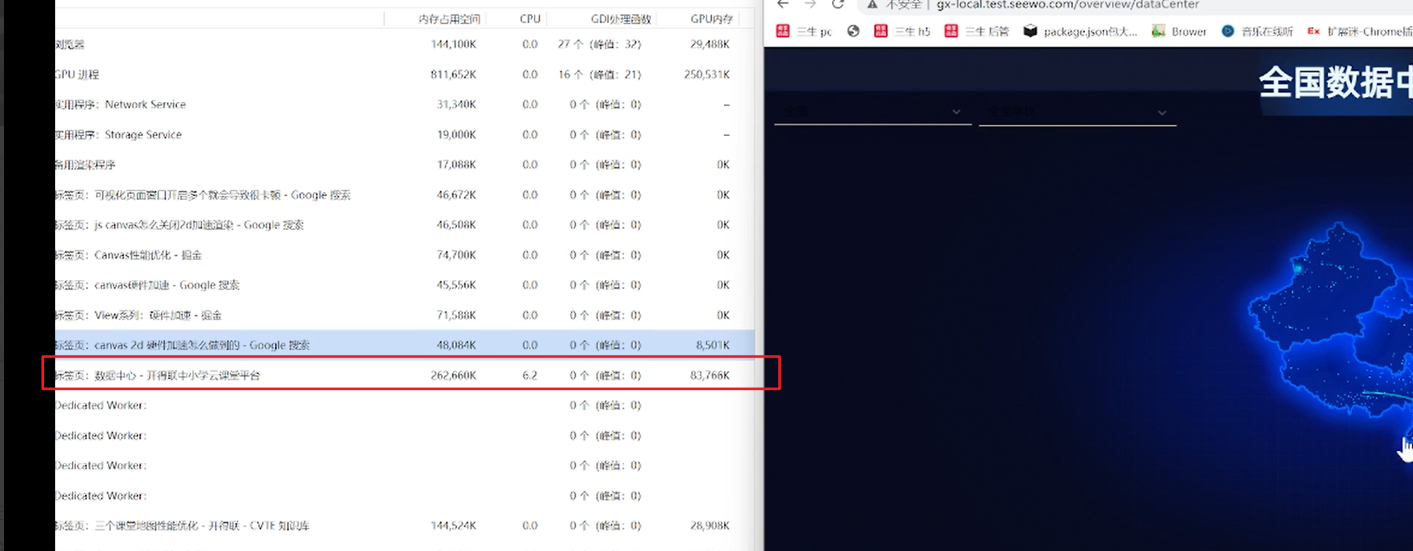 内存占用空间 CPU GDI处理函数 GPU内存
浏览器 144,100K 0.0 27 个 (峰值：32) 29,488K
GPU 进程 811,652K 0.0 16 个 (峰值：21) 250,531K
实用程序：Network Service 31,340K 0.0 0 个 (峰值：0) –
实用程序：Storage Service 19,000K 0.0 0 个 (峰值：0) –
备用渲染程序 17,088K 0.0 0 个 (峰值：0) 0K
标签页：可视化页面窗口开启多个就会导致很卡顿 - Google 搜索 46,672K 0.0 0 个 (峰值：0) 0K
标签页：js canvas怎么关闭2d加速渲染 - Google 搜索 46,508K 0.0 0 个 (峰值：0) 0K
标签页：Canvas性能优化 - 掘金 74,700K 0.0 0 个 (峰值：0) 0K
标签页：canvas硬件加速 - Google 搜索 45,556K 0.0 0 个 (峰值：0) 0K
标签页：View系列：硬件加速 - 掘金 71,588K 0.0 0 个 (峰值：0) 0K
标签页：canvas 2d 硬件加速怎么做到的 - Google 搜索 48,084K 0.0 0 个 (峰值：0) 8,501K
标签页：数据中心 - 开得联中小学云课堂平台 262,660K 6.2 0 个 (峰值：0) 83,766K
Dedicated Worker: 0 个 (峰值：0)
Dedicated Worker: 0 个 (峰值：0)
Dedicated Worker: 0 个 (峰值：0)
Dedicated Worker: 0 个 (峰值：0)
标签页：三个课堂地图性能优化 - 开得联 - CVTE 知识库 144,524K 0.0 0 个 (峰值：0) 28,908K
不安全 | gx-local.test.seewo.com/overview/dataCenter
三生 pc 三生 h5 三生 后管 package.json包大... Brower 音乐在线听 Ex 扩展迷-Chrome插
全国数据中